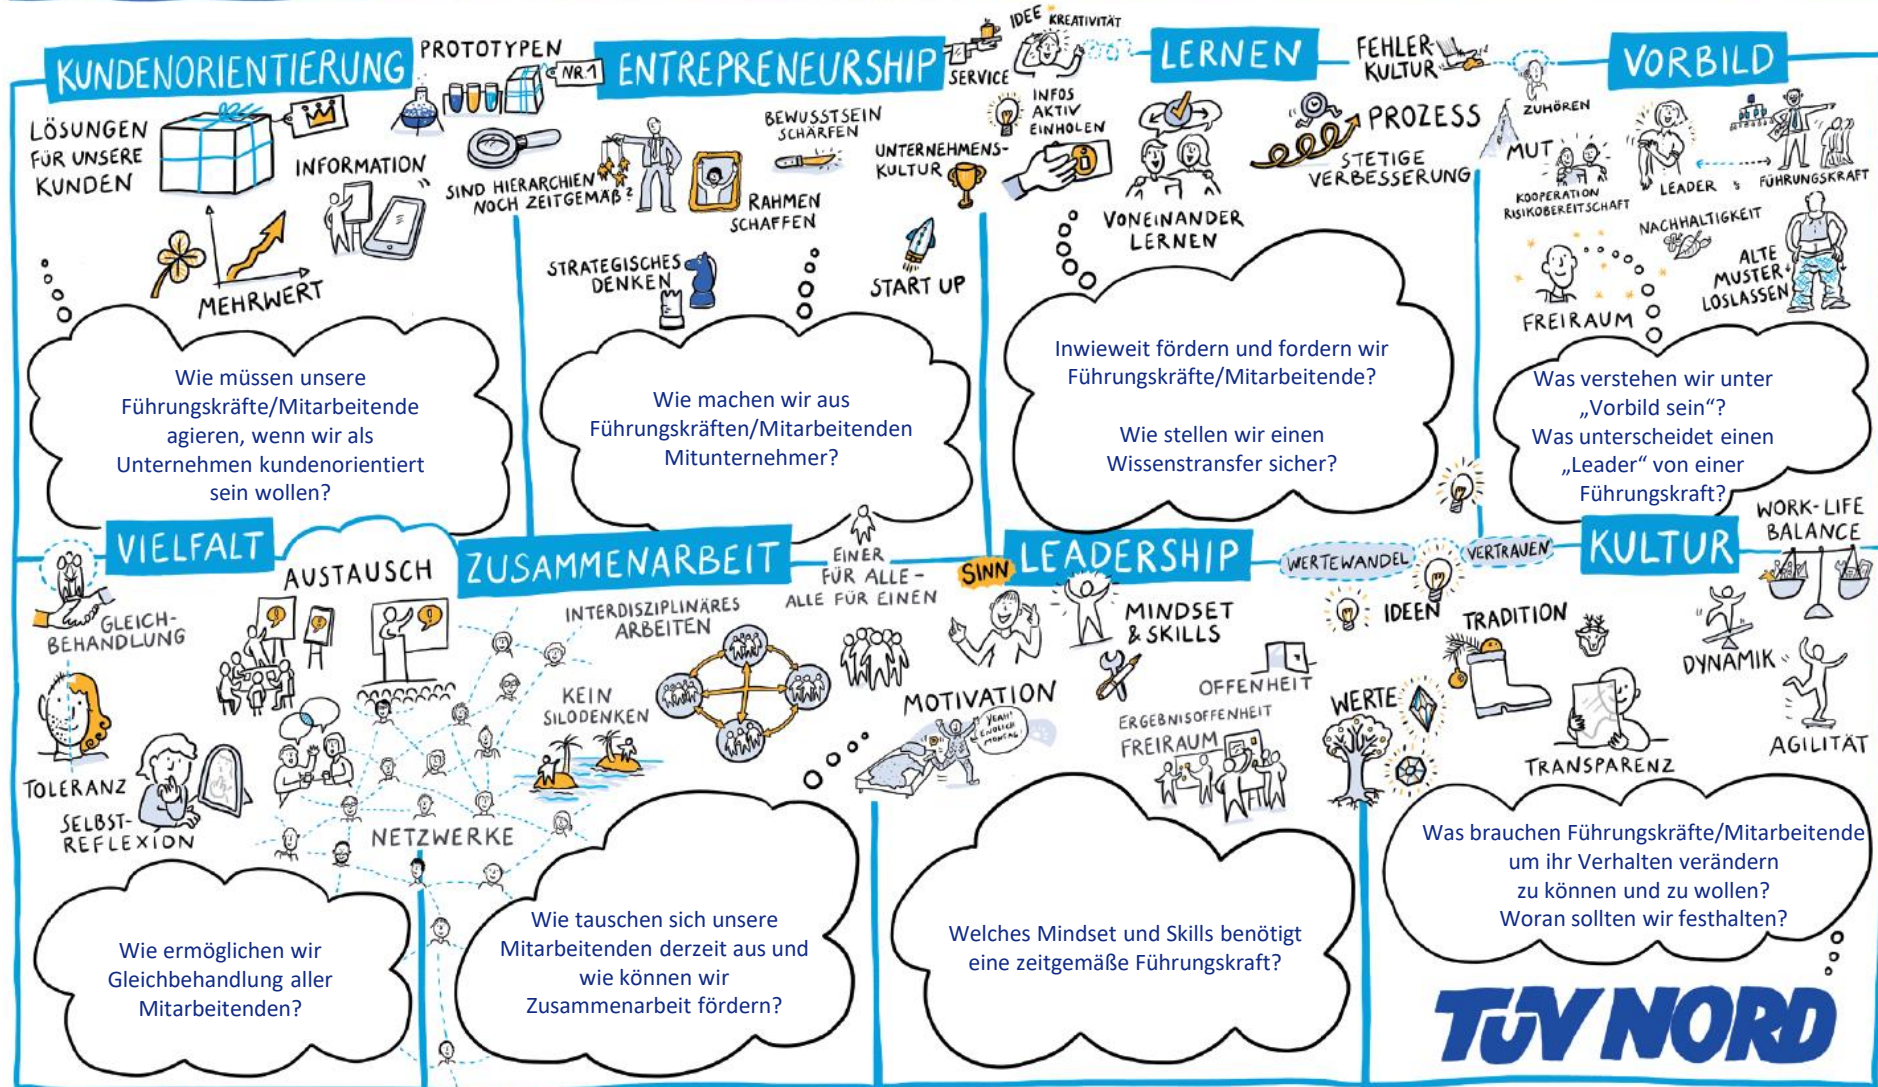 KUNDENORIENTIERUNG
LÖSUNGEN
FÜR UNSERE
KUNDEN
INFORMATION
MEHRWERT
PROTOTYPEN
NR.1
Wie müssen unsere
Führungskräfte/Mitarbeitende
agieren, wenn wir als
Unternehmen kundenorientiert
sein wollen?
ENTREPRENEURSHIP
SERVICE
IDEE
KREATIVITÄT
SIND HIERARCHIEN
NOCH ZEITGEMÄß?
BEWUSSTSEIN
SCHÄRFEN
RAHMEN
SCHAFFEN
UNTERNEHMENS-
KULTUR
STRATEGISCHES
DENKEN
START UP
Wie machen wir aus
Führungskräften/Mitarbeitenden
Mitunternehmer?
LERNEN
FEHLER
KULTUR
INFOS
AKTIV
EINHOLEN
PROZESS
STETIGE
VERBESSERUNG
VONEINANDER
LERNEN
Inwieweit fördern und fordern wir
Führungskräfte/Mitarbeitende?
Wie stellen wir einen
Wissenstransfer sicher?
VORBILD
ZUHÖREN
MUT
KOOPERATION
RISIKOBEREITSCHAFT
LEADER
FÜHRUNGSKRAFT
NACHHALTIGKEIT
ALTE
MUSTER
LOSLASSEN
FREIRAUM
Was verstehen wir unter
„Vorbild sein“?
Was unterscheidet einen
„Leader“ von einer
Führungskraft?
VIELFALT
GLEICH-
BEHANDLUNG
AUSTAUSCH
TOLERANZ
SELBST-
REFLEXION
NETZWERKE
Wie ermöglichen wir
Gleichbehandlung aller
Mitarbeitenden?
ZUSAMMENARBEIT
INTERDISZIPLINÄRES
ARBEITEN
EINER
FÜR ALLE -
ALLE FÜR EINEN
KEIN
SILODENKEN
Wie tauschen sich unsere
Mitarbeitenden derzeit aus und
wie können wir
Zusammenarbeit fördern?
SINN
LEADERSHIP
MINDSET
& SKILLS
MOTIVATION
YEAH!
ENDLICH
MONTAG!
OFFENHEIT
ERGEBNISOFFENHEIT
FREIRAUM
Welches Mindset und Skills benötigt
eine zeitgemäße Führungskraft?
WERTEWANDEL
VERTRAUEN
KULTUR
WORK-LIFE
BALANCE
IDEEN
TRADITION
DYNAMIK
WERTE
TRANSPARENZ
AGILITÄT
Was brauchen Führungskräfte/Mitarbeitende
um ihr Verhalten verändern
zu können und zu wollen?
Woran sollten wir festhalten?
TÜV NORD